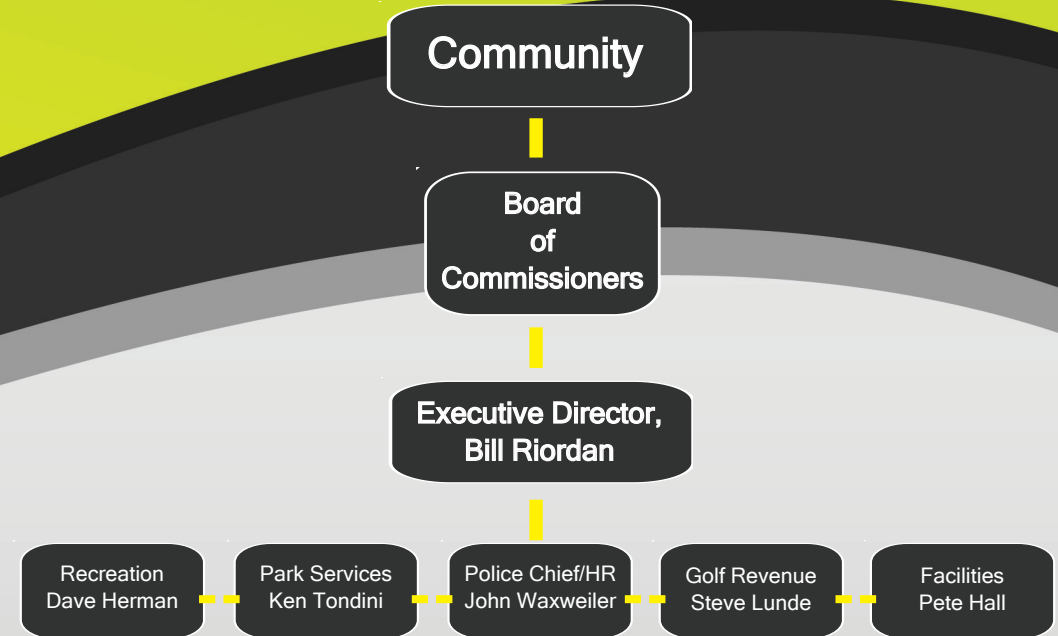 Community
Board
of
Commissioners
Executive Director,
Bill Riordan
Recreation
Dave Herman
Park Services
Ken Tondini
Police Chief/HR
John Waxweiler
Golf Revenue
Steve Lunde
Facilities
Pete Hall